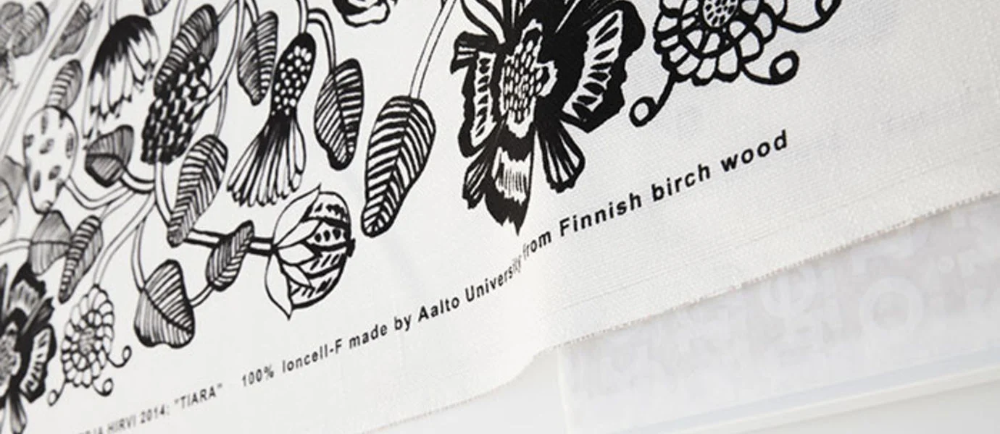 HIRVI 2014: "TIARA" 100% Ioncell-F made by Aalto University from Finnish birch wood